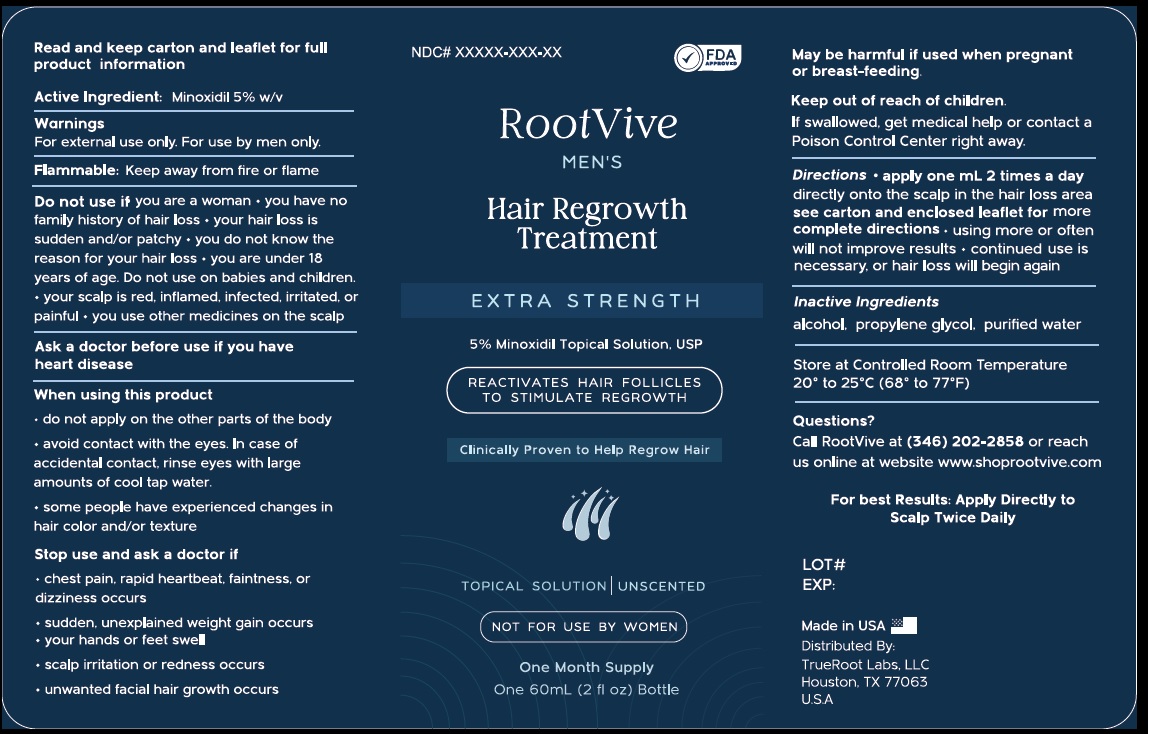 Read and keep carton and leaflet for full
product information
Active Ingredient: Minoxidil 5% w/v
Warnings
For external use only. For use by men only.
Flammable: Keep away from fire or flame
Do not use if you are a woman • you have no
family history of hair loss • your hair loss is
sudden and/or patchy • you do not know the
reason for your hair loss • you are under 18
years of age. Do not use on babies and children.
• your scalp is red, inflamed, infected, irritated, or
painful • you use other medicines on the scalp
Ask a doctor before use if you have
heart disease
When using this product
• do not apply on the other parts of the body
• avoid contact with the eyes. In case of
accidental contact, rinse eyes with large
amounts of cool tap water.
• some people have experienced changes in
hair color and/or texture
Stop use and ask a doctor if
• chest pain, rapid heartbeat, faintness, or
dizziness occurs
• sudden, unexplained weight gain occurs
• your hands or feet swell
• scalp irritation or redness occurs
• unwanted facial hair growth occurs
NDC# XXXXX-XXX-XX
FDA
APPROVED
RootVive
MEN'S
Hair Regrowth
Treatment
EXTRA STRENGTH
5% Minoxidil Topical Solution, USP
REACTIVATES HAIR FOLLICLES
TO STIMULATE REGROWTH
Clinically Proven to Help Regrow Hair
TOPICAL SOLUTION | UNSCENTED
NOT FOR USE BY WOMEN
One Month Supply
One 60mL (2 fl oz) Bottle
May be harmful if used when pregnant
or breast-feeding.
Keep out of reach of children.
If swallowed, get medical help or contact a
Poison Control Center right away.
Directions • apply one mL 2 times a day
directly onto the scalp in the hair loss area
see carton and enclosed leaflet for more
complete directions • using more or often
will not improve results • continued use is
necessary, or hair loss will begin again
Inactive Ingredients
alcohol, propylene glycol, purified water
Store at Controlled Room Temperature
20° to 25°C (68° to 77°F)
Questions?
Call RootVive at (346) 202-2858 or reach
us online at website www.shoprootvive.com
For best Results: Apply Directly to
Scalp Twice Daily
LOT#
EXP:
Made in USA
Distributed By:
TrueRoot Labs, LLC
Houston, TX 77063
U.S.A